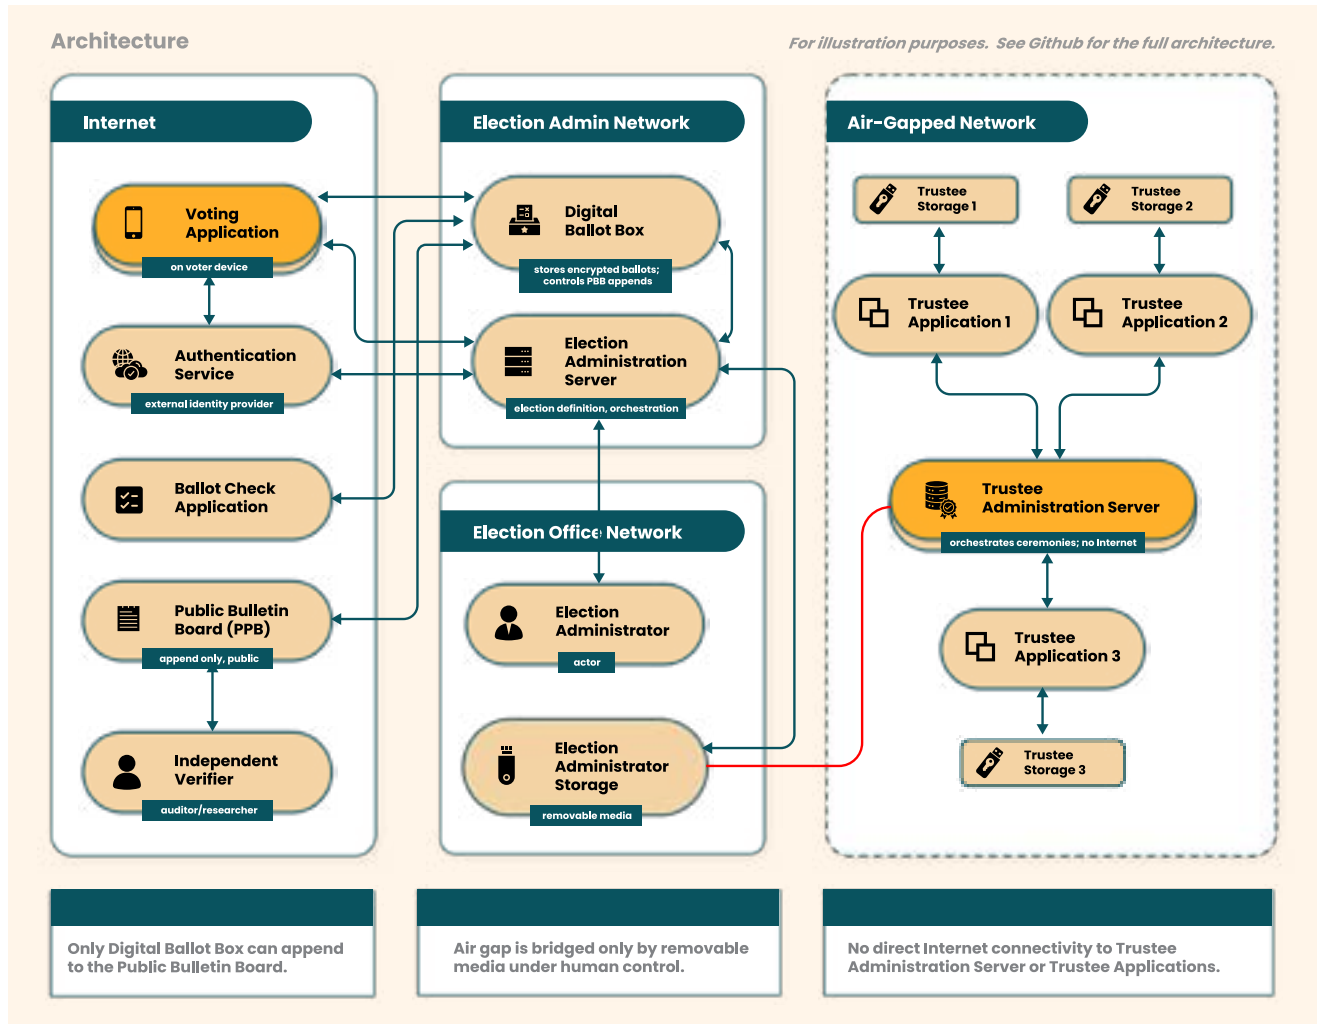 Architecture
For illustration purposes. See Github for the full architecture.
Internet
Voting
Application
on voter device
Authentication
Service
external identity provider
Ballot Check
Application
Public Bulletin
Board (PPB)
append only, public
Independent
Verifier
auditor/researcher
Election Admin Network
Digital
Ballot Box
stores encrypted ballots;
controls PBB appends
Election
Administration
Server
election definition, orchestration
Election Office Network
Election
Administrator
actor
Election
Administrator
Storage
removable media
Air-Gapped Network
Trustee
Storage 1
Trustee
Storage 2
Trustee
Application 1
Trustee
Application 2
Trustee
Administration Server
orchestrates ceremonies; no Internet
Trustee
Application 3
Trustee
Storage 3
Only Digital Ballot Box can append
to the Public Bulletin Board.
Air gap is bridged only by removable
media under human control.
No direct Internet connectivity to Trustee
Administration Server or Trustee Applications.